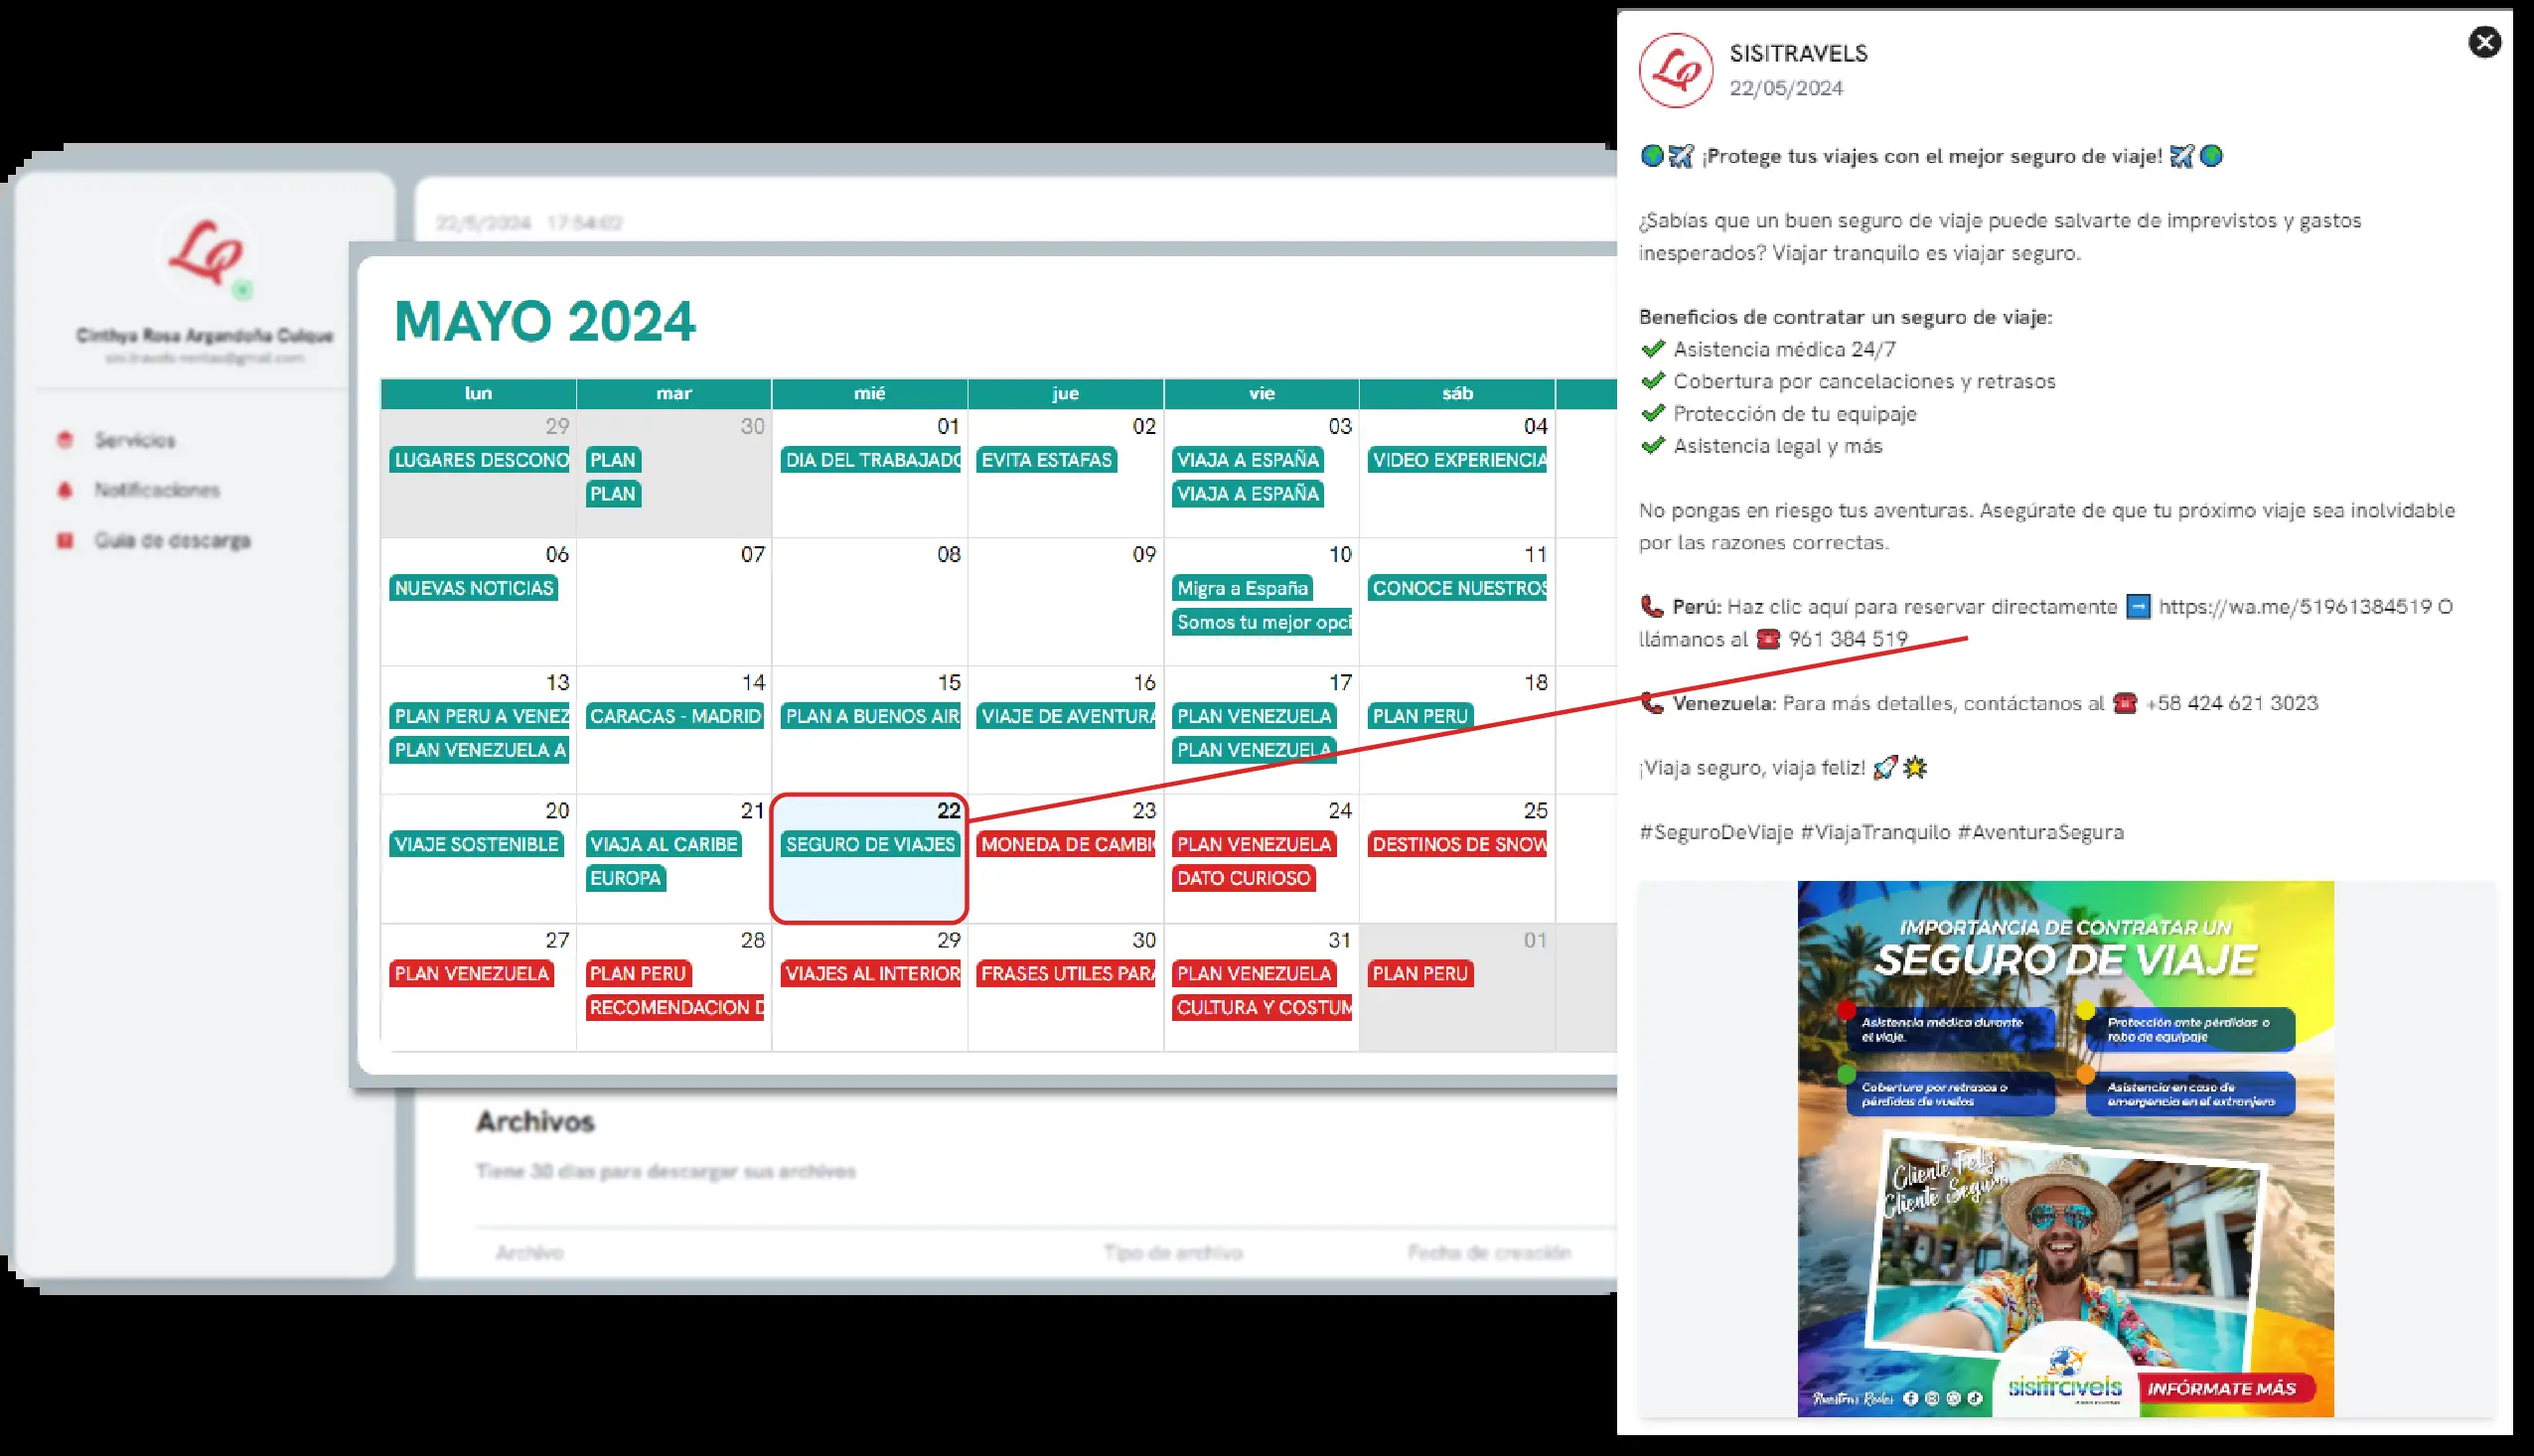 22/5/2024 17:54:02
Cinthya Rosa Argandoña Culque
Servicios
Notificaciones
Guia de descarga
MAYO 2024
lun mar mié jue vie sáb
29 30 01 02 03 04
LUGARES DESCONO PLAN DIA DEL TRABAJADO EVITA ESTAFAS VIAJA A ESPAÑA VIDEO EXPERIENCIA
PLAN VIAJA A ESPAÑA
06 07 08 09 10 11
NUEVAS NOTICIAS Migra a España CONOCE NUESTROS
Somos tu mejor opci
13 14 15 16 17 18
PLAN PERU A VENEZ CARACAS - MADRID PLAN A BUENOS AIR VIAJE DE AVENTURA PLAN VENEZUELA PLAN PERU
PLAN VENEZUELA A PLAN VENEZUELA
20 21 22 23 24 25
VIAJE SOSTENIBLE VIAJA AL CARIBE SEGURO DE VIAJES MONEDA DE CAMBI PLAN VENEZUELA DESTINOS DE SNOW
EUROPA DATO CURIOSO
27 28 29 30 31 01
PLAN VENEZUELA PLAN PERU VIAJES AL INTERIOR FRASES UTILES PARA PLAN VENEZUELA PLAN PERU
RECOMENDACION D CULTURA Y COSTUM
Archivos
Tiene 30 dias para descargar sus archivos
Archivo Tipo de archivo Fecha de creación
LQ
SISITRAVELS
22/05/2024
¡Protege tus viajes con el mejor seguro de viaje!
¿Sabías que un buen seguro de viaje puede salvarte de imprevistos y gastos
inesperados? Viajar tranquilo es viajar seguro.
Beneficios de contratar un seguro de viaje:
Asistencia médica 24/7
Cobertura por cancelaciones y retrasos
Protección de tu equipaje
Asistencia legal y más
No pongas en riesgo tus aventuras. Asegúrate de que tu próximo viaje sea inolvidable
por las razones correctas.
Perú: Haz clic aquí para reservar directamente https://wa.me/51961384519 O
llámanos al 961 384 519
Venezuela: Para más detalles, contáctanos al +58 424 621 3023
¡Viaja seguro, viaja feliz!
#SeguroDeViaje #ViajaTranquilo #AventuraSegura
IMPORTANCIA DE CONTRATAR UN
SEGURO DE VIAJE
Asistencia médica durante
el viaje.
Protección ante pérdidas o
robo de equipaje
Cobertura por retrasos o
pérdidas de vuelos
Asistencia en caso de
emergencia en el extranjero
Cliente Feliz
Cliente Seguro
Nuestras Redes
sisitravels
INFÓRMATE MÁS